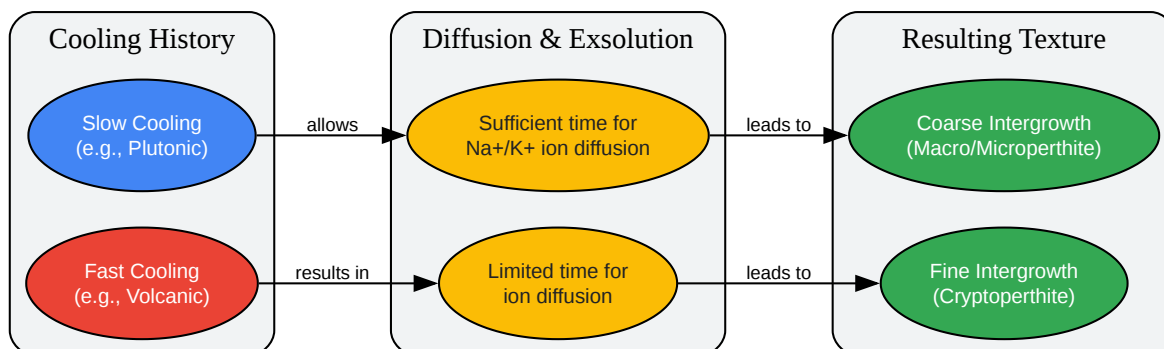 Cooling History
Diffusion & Exsolution
Resulting Texture
Slow Cooling
(e.g., Plutonic)
allows
Sufficient time for
Na+/K+ ion diffusion
leads to
Coarse Intergrowth
(Macro/Microperthite)
Fast Cooling
(e.g., Volcanic)
results in
Limited time for
ion diffusion
leads to
Fine Intergrowth
(Cryptoperthite)